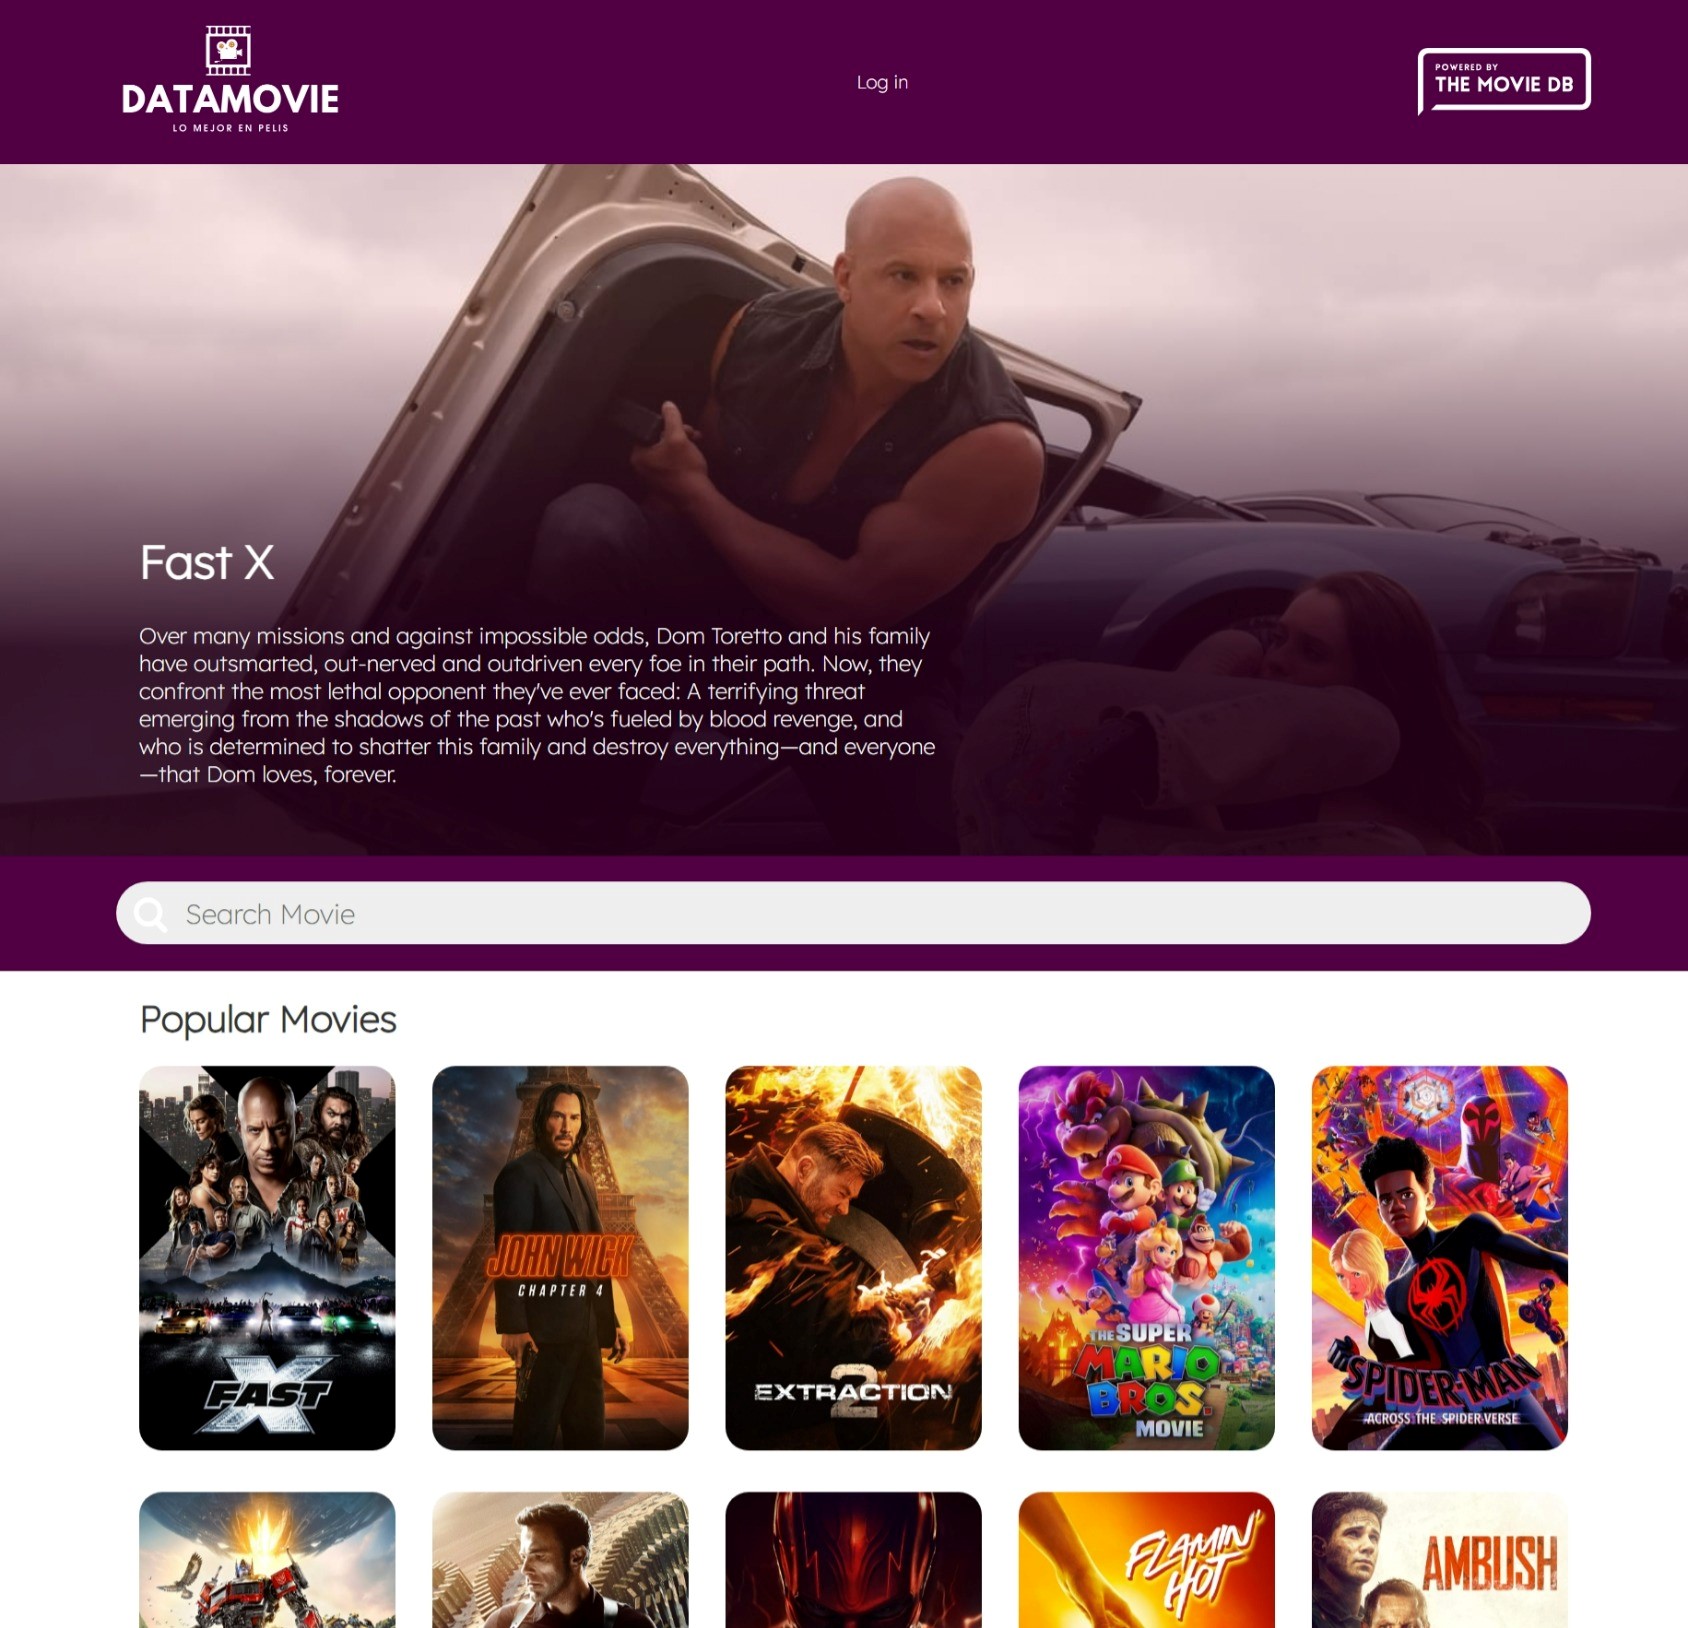 DATAMOVIE
LO MEJOR EN PELIS
Log in
POWERED BY
THE MOVIE DB
Fast X
Over many missions and against impossible odds, Dom Toretto and his family
have outsmarted, out-nerved and outdriven every foe in their path. Now, they
confront the most lethal opponent they've ever faced: A terrifying threat
emerging from the shadows of the past who's fueled by blood revenge, and
who is determined to shatter this family and destroy everything—and everyone
—that Dom loves, forever.
Search Movie
Popular Movies
FAST X
JOHN WICK
CHAPTER 4
EXTRACTION 2
THE SUPER
MARIO
BROS.
MOVIE
SPIDER-MAN
ACROSS THE SPIDER-VERSE
FLAMIN'
HOT
AMBUSH